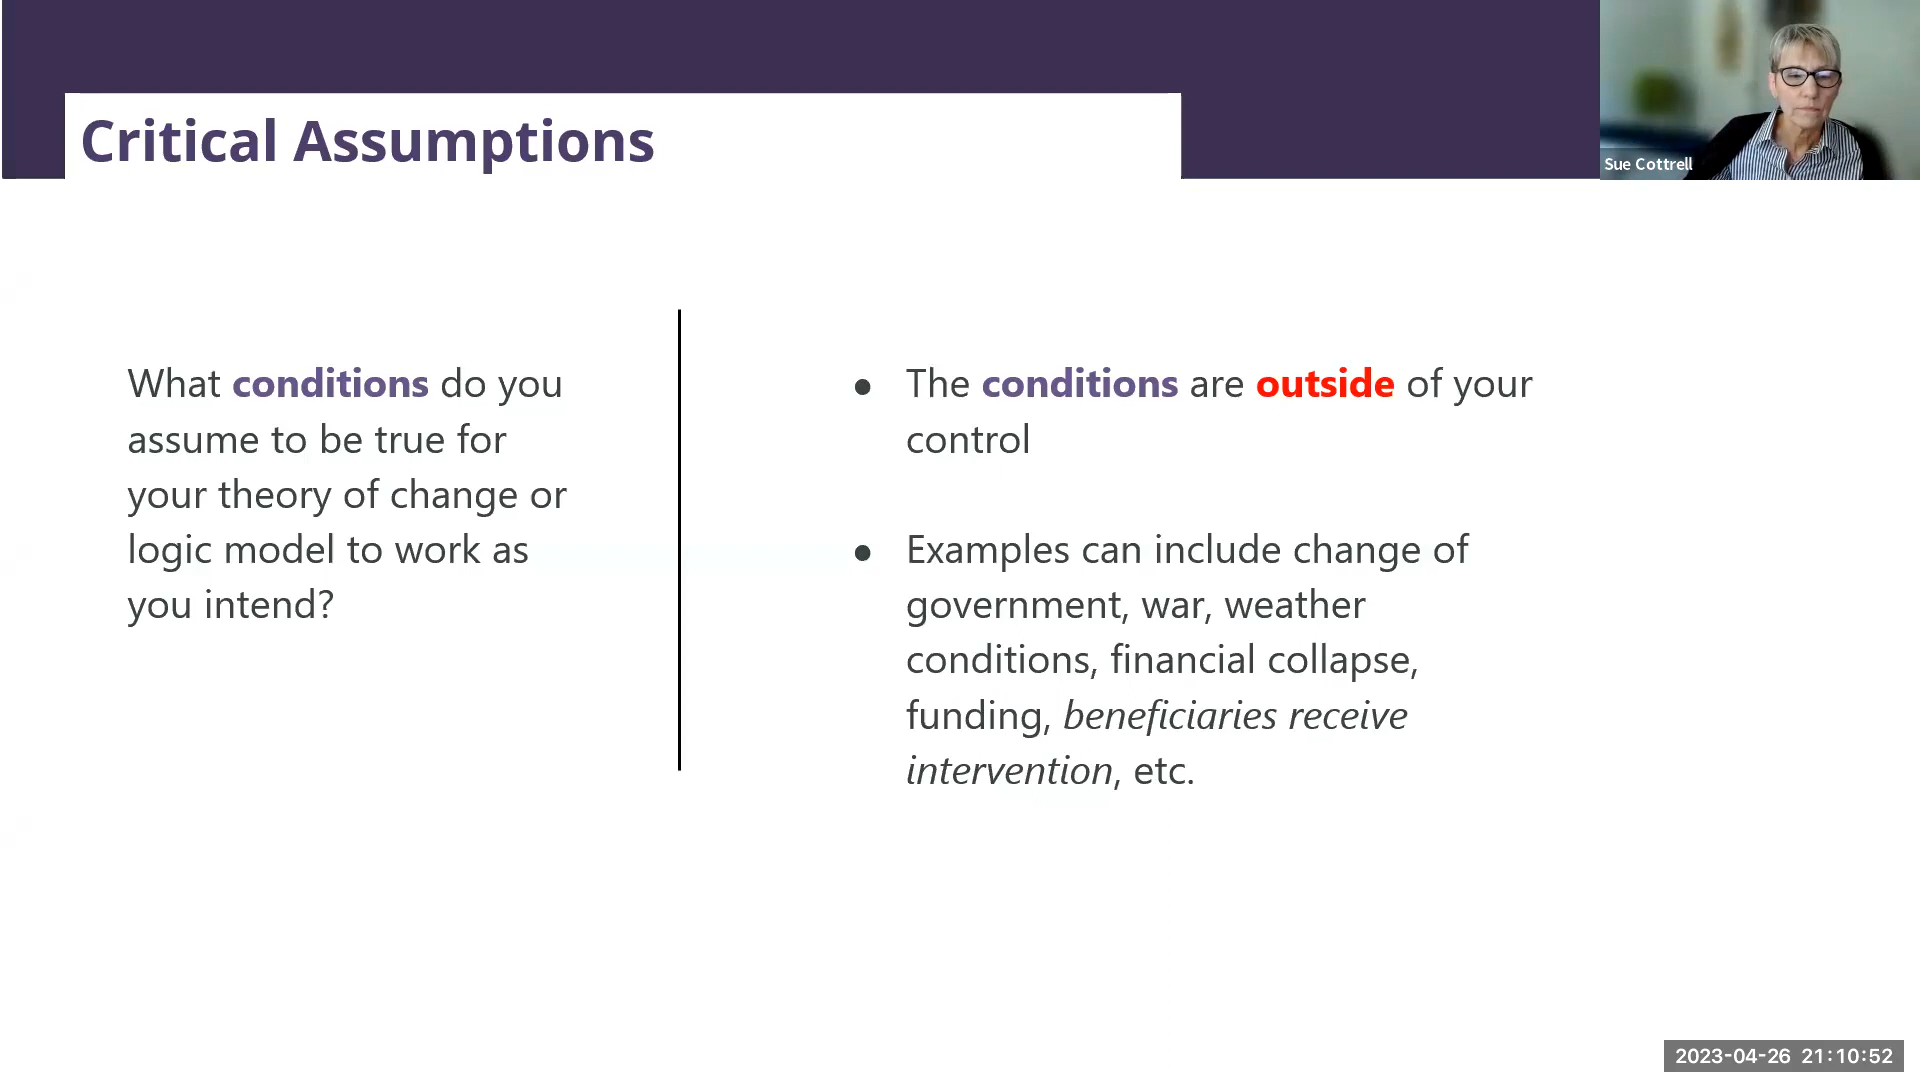 Critical Assumptions
Sue Cottrell
What conditions do you
assume to be true for
your theory of change or
logic model to work as
you intend?
● The conditions are outside of your
control
● Examples can include change of
government, war, weather
conditions, financial collapse,
funding, beneficiaries receive
intervention, etc.
2023-04-26 21:10:52